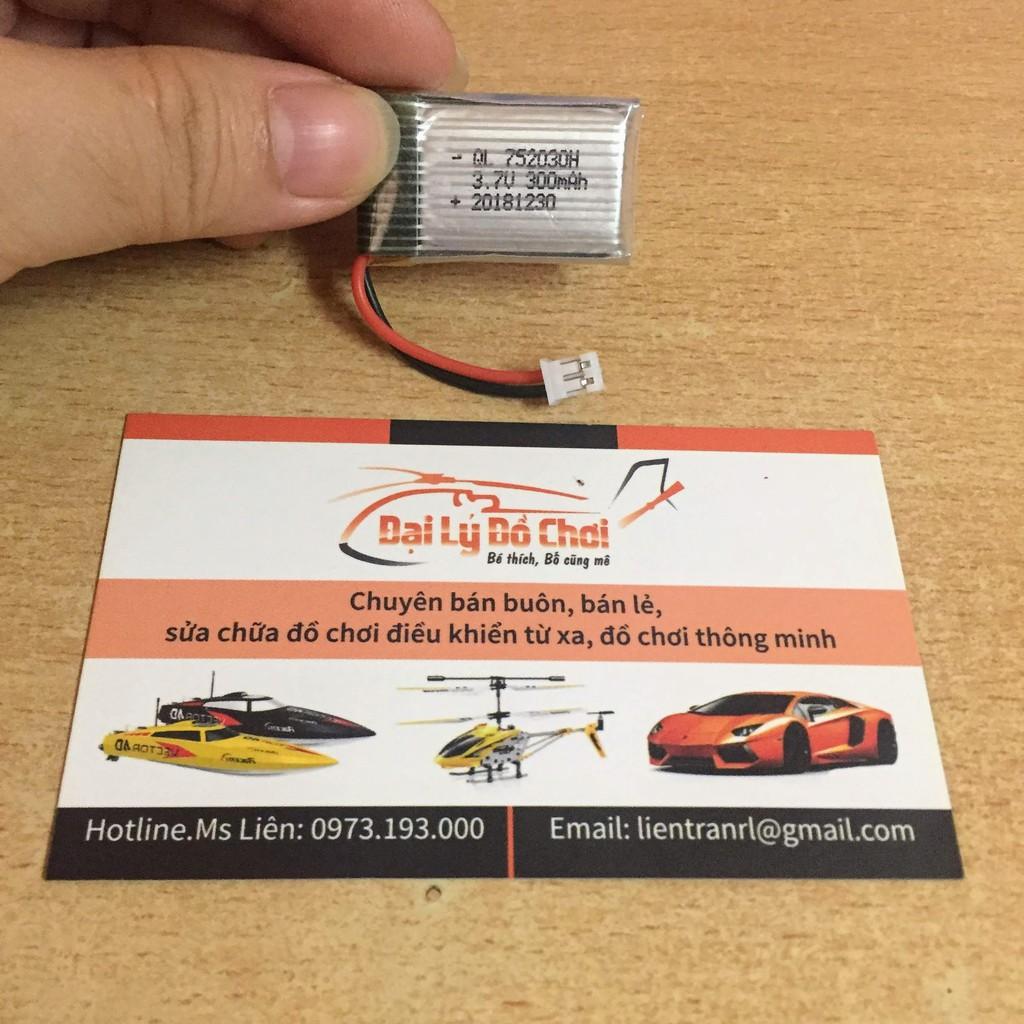 - QL 752030H
3.7V 300mAh
+ 20181230
Đại Lý Đồ Chơi
Bé thích, Bố cũng mê
Chuyên bán buôn, bán lẻ,
sửa chữa đồ chơi điều khiển từ xa, đồ chơi thông minh
Hotline.Ms Liên: 0973.193.000
Email: lientranrl@gmail.com